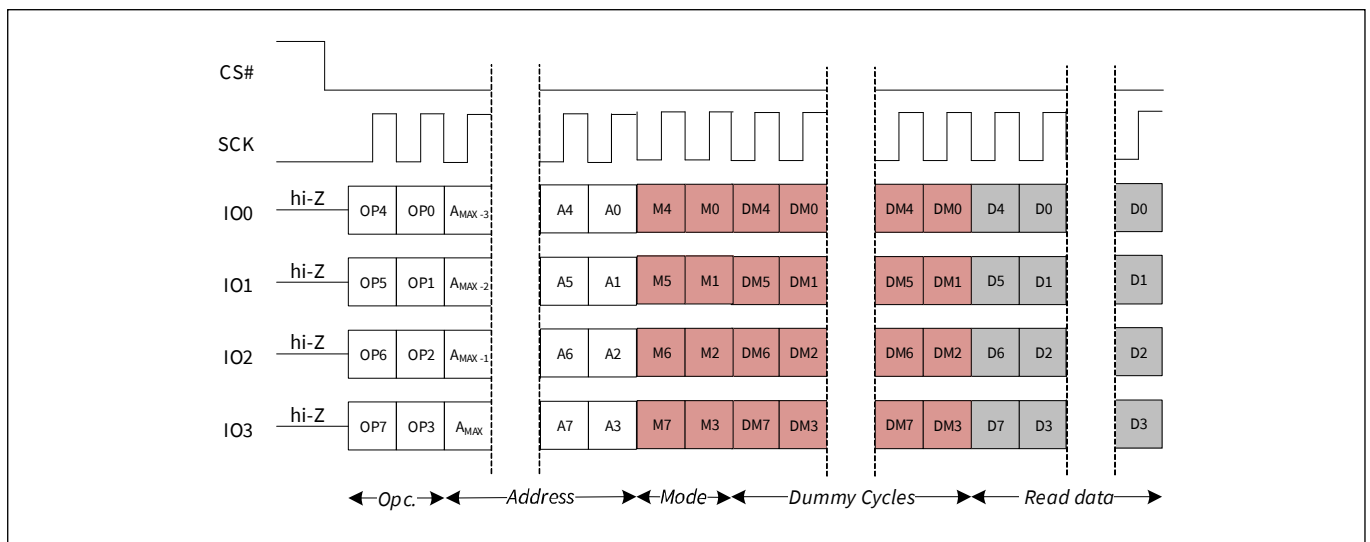 CS#
SCK
IO0 hi-Z OP4 OP0 AMAX -3 A4 A0 M4 M0 DM4 DM0 DM4 DM0 D4 D0 D0
IO1 hi-Z OP5 OP1 AMAX -2 A5 A1 M5 M1 DM5 DM1 DM5 DM1 D5 D1 D1
IO2 hi-Z OP6 OP2 AMAX -1 A6 A2 M6 M2 DM6 DM2 DM6 DM2 D6 D2 D2
IO3 hi-Z OP7 OP3 AMAX A7 A3 M7 M3 DM7 DM3 DM7 DM3 D7 D3 D3
Opc. Address Mode Dummy Cycles Read data